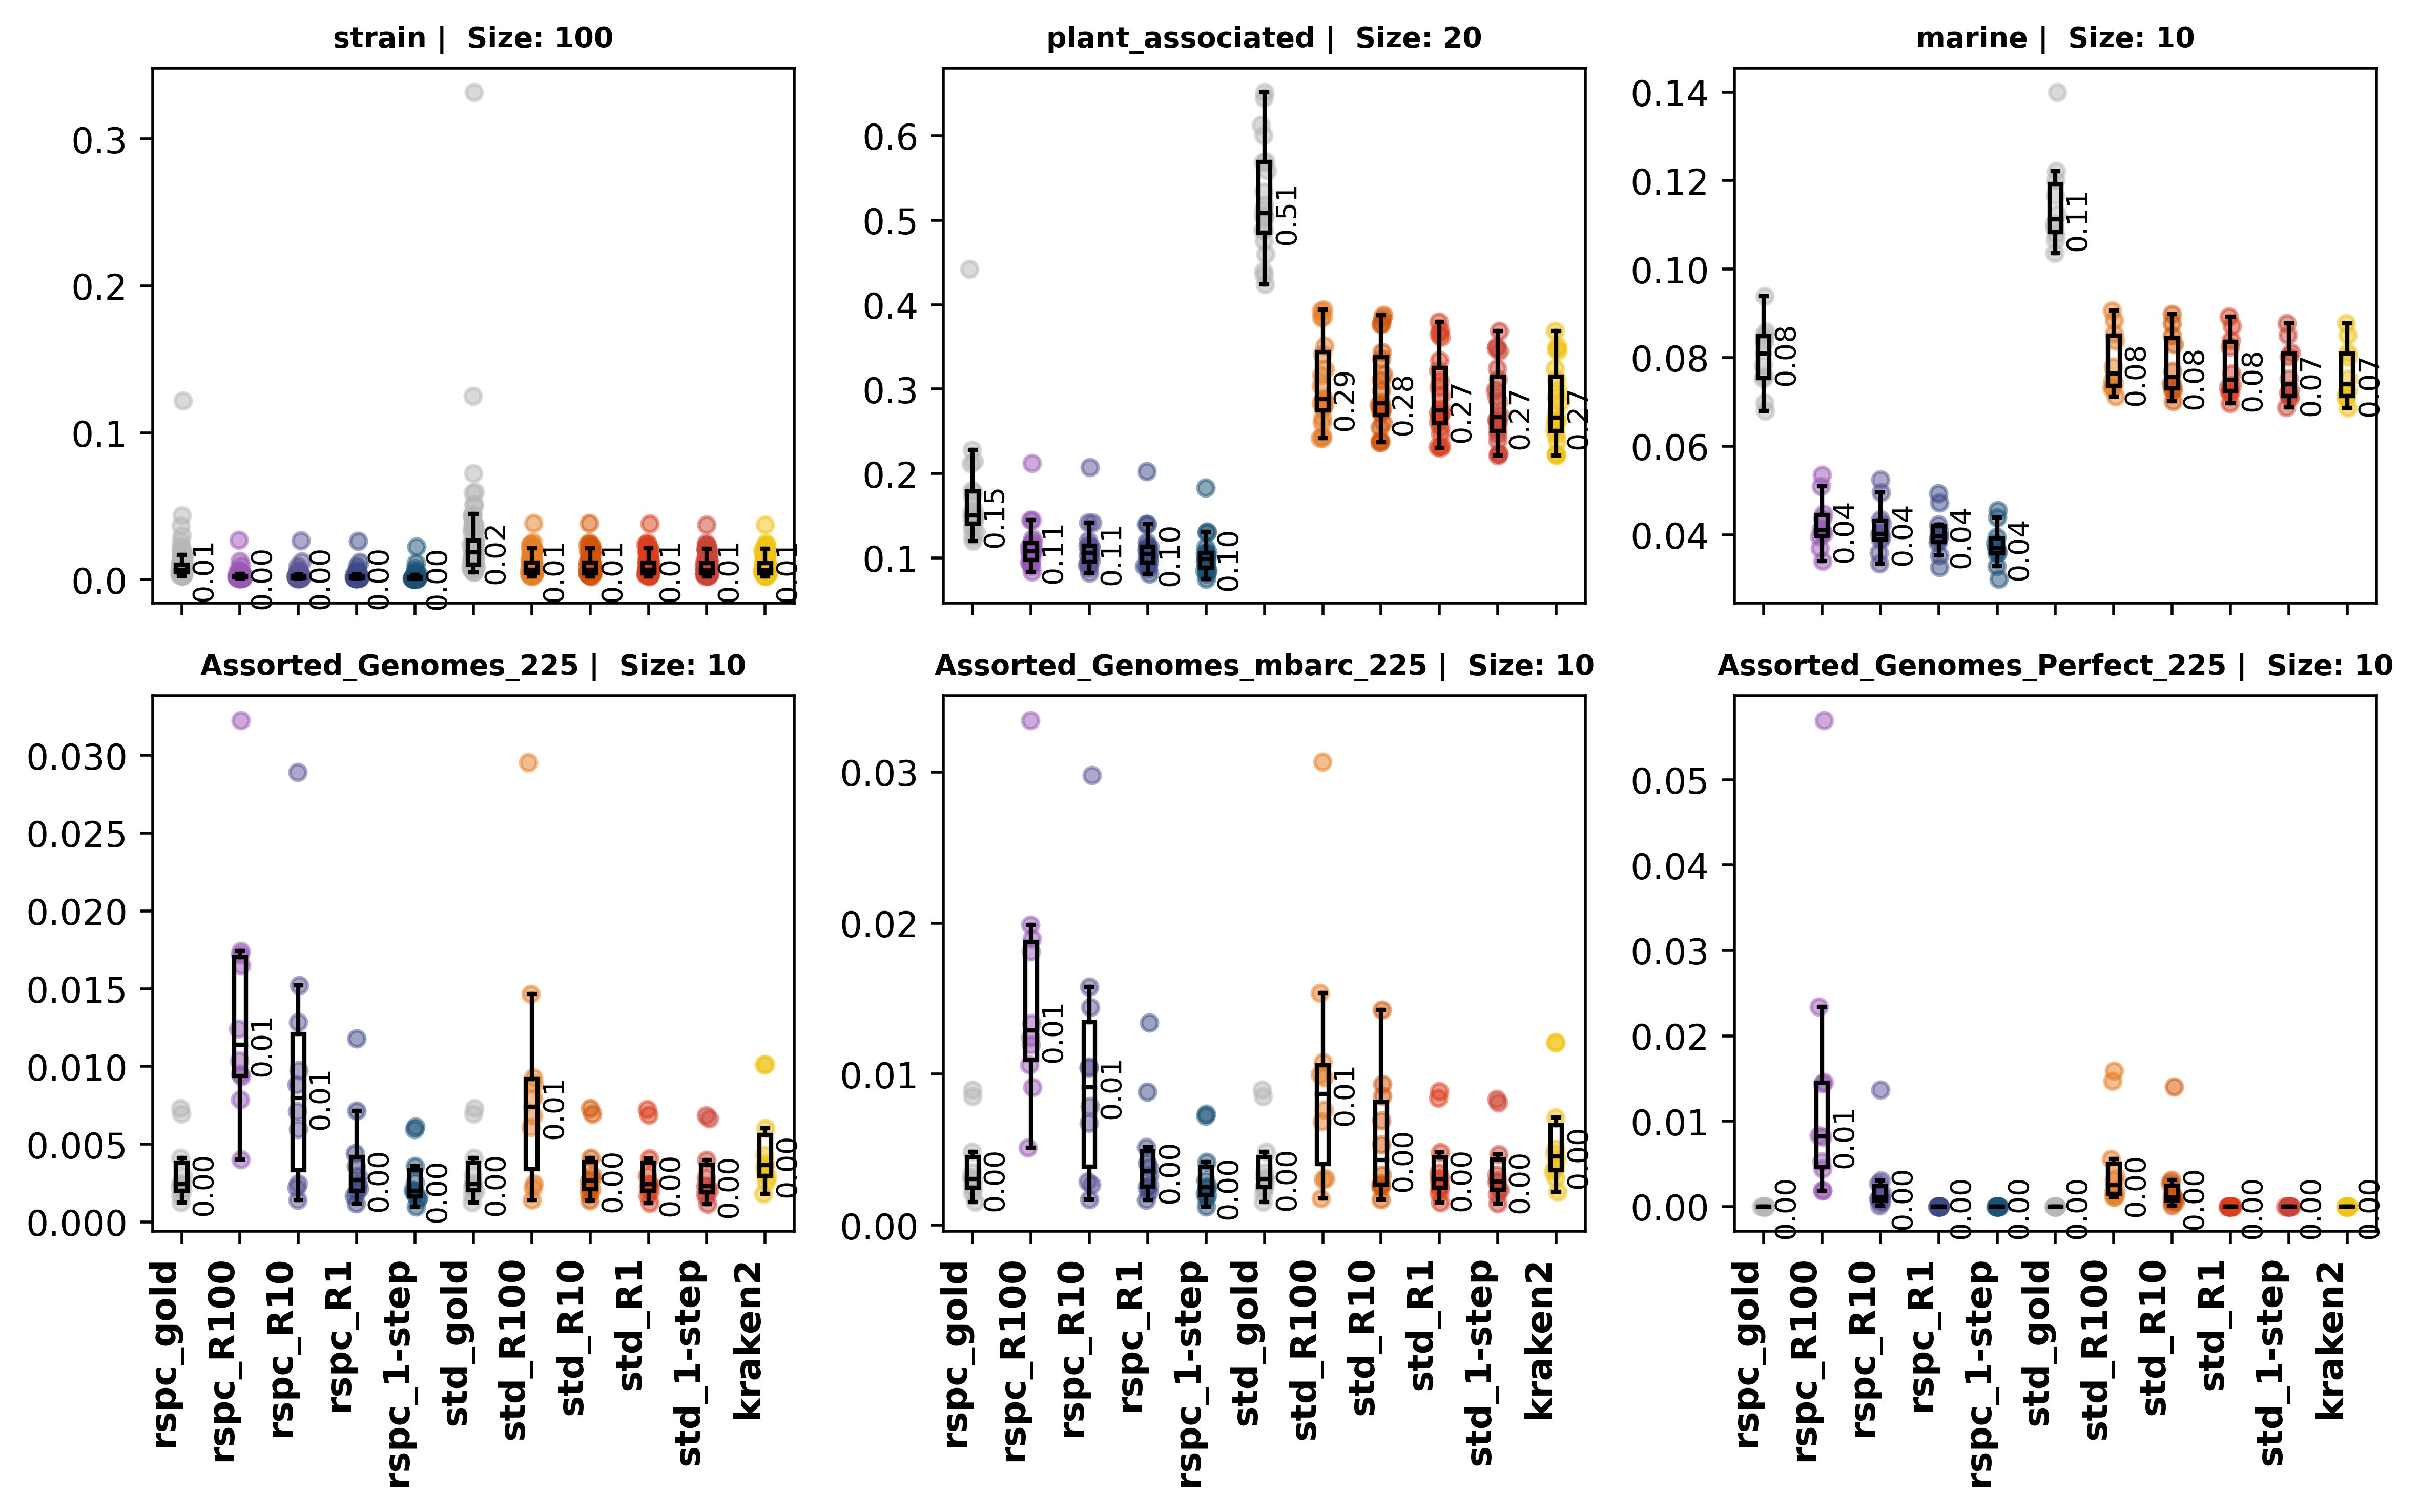 strain |  Size: 100
0.3
0.2
0.1
0.0
0.01
0.00
0.00
0.00
0.00
0.02
0.01
0.01
0.01
0.01
0.01
plant_associated |  Size: 20
0.6
0.5
0.4
0.3
0.2
0.1
0.15
0.11
0.11
0.10
0.10
0.51
0.29
0.28
0.27
0.27
0.27
marine |  Size: 10
0.14
0.12
0.10
0.08
0.06
0.04
0.08
0.04
0.04
0.04
0.04
0.11
0.08
0.08
0.08
0.07
0.07
Assorted_Genomes_225 |  Size: 10
0.030
0.025
0.020
0.015
0.010
0.005
0.000
0.00
0.01
0.01
0.00
0.00
0.00
0.01
0.00
0.00
0.00
0.00
rspc_gold
rspc_R100
rspc_R10
rspc_R1
rspc_1-step
std_gold
std_R100
std_R10
std_R1
std_1-step
kraken2
Assorted_Genomes_mbarc_225 |  Size: 10
0.03
0.02
0.01
0.00
0.00
0.01
0.01
0.00
0.00
0.00
0.01
0.00
0.00
0.00
0.00
rspc_gold
rspc_R100
rspc_R10
rspc_R1
rspc_1-step
std_gold
std_R100
std_R10
std_R1
std_1-step
kraken2
Assorted_Genomes_Perfect_225 |  Size: 10
0.05
0.04
0.03
0.02
0.01
0.00
0.00
0.01
0.00
0.00
0.00
0.00
0.00
0.00
0.00
0.00
0.00
rspc_gold
rspc_R100
rspc_R10
rspc_R1
rspc_1-step
std_gold
std_R100
std_R10
std_R1
std_1-step
kraken2